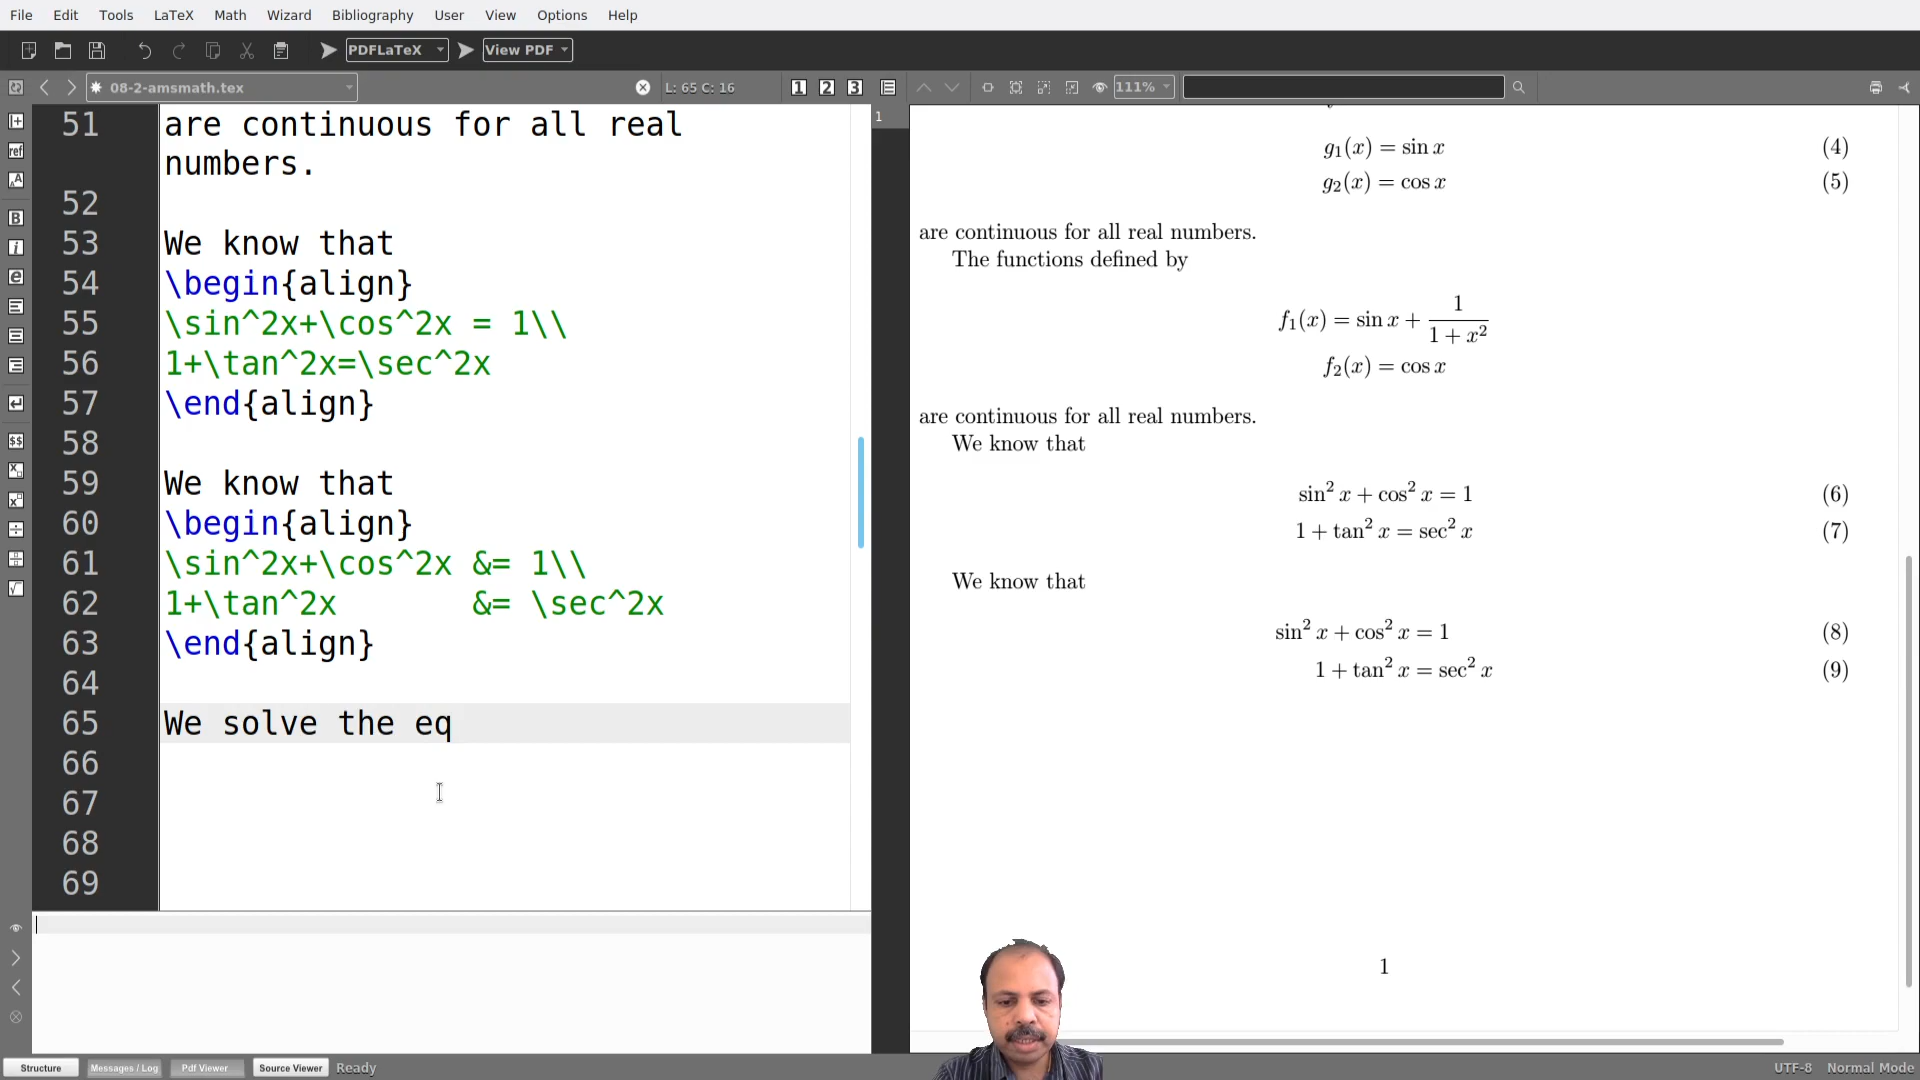 File Edit Tools LaTeX Math Wizard Bibliography User View Options Help
PDFLaTeX View PDF
08-2-amsmath.tex L: 65 C: 16 1 2 3 111%
51 are continuous for all real
numbers.
52
53 We know that
54 \begin{align}
55 \sin^2x+\cos^2x = 1\\
56 1+\tan^2x=\sec^2x
57 \end{align}
58
59 We know that
60 \begin{align}
61 \sin^2x+\cos^2x &= 1\\
62 1+\tan^2x       &= \sec^2x
63 \end{align}
64
65 We solve the eq
66
67
68
69
1
g₁(x) = sin x (4)
g₂(x) = cos x (5)
are continuous for all real numbers.
The functions defined by
f₁(x) = sin x + 1/(1 + x²)
f₂(x) = cos x
are continuous for all real numbers.
We know that
sin² x + cos² x = 1 (6)
1 + tan² x = sec² x (7)
We know that
sin² x + cos² x = 1 (8)
1 + tan² x = sec² x (9)
1
Structure Messages / Log Pdf Viewer Source Viewer Ready UTF-8 Normal Mode